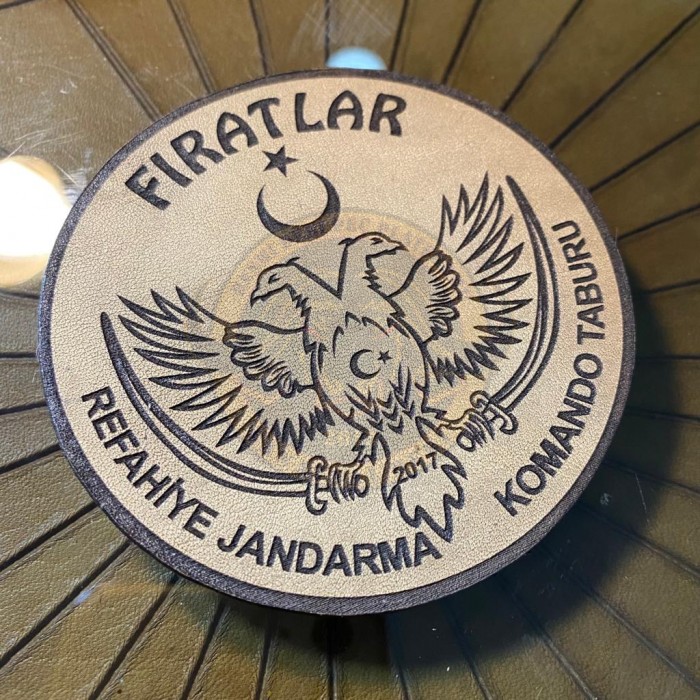 FIRATLAR
REFAHİYE JANDARMA
KOMANDO TABURU
2017